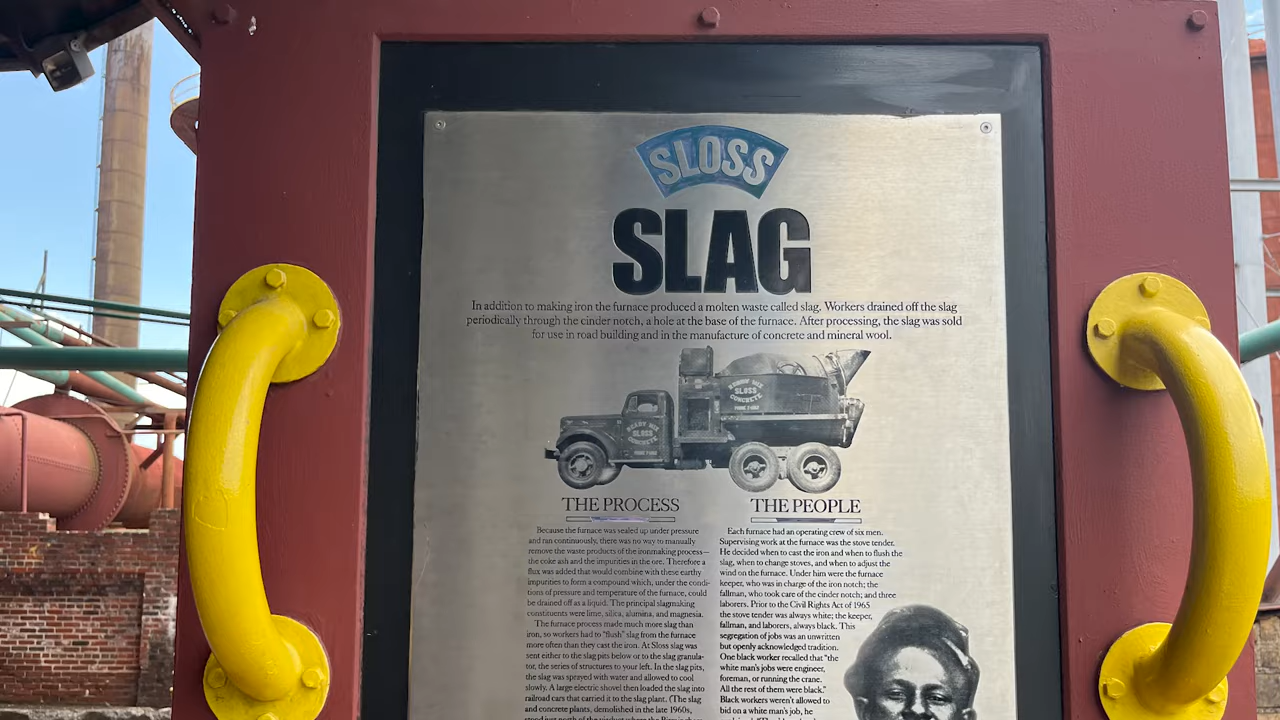 SLOSS
SLAG
In addition to making iron the furnace produced a molten waste called slag. Workers drained off the slag
periodically through the cinder notch, a hole at the base of the furnace. After processing, the slag was sold
for use in road building and in the manufacture of concrete and mineral wool.
READY MIX
SLOSS
CONCRETE
READY MIX
SLOSS
CONCRETE
THE PROCESS
Because the furnace was sealed up under pressure
and ran continuously, there was no way to manually
remove the waste products of the ironmaking process—
the coke ash and the impurities in the ore. Therefore a
flux was added that would combine with these earthy
impurities to form a compound which, under the condi-
tions of pressure and temperature of the furnace, could
be drained off as a liquid. The principal slagmaking
constituents were lime, silica, alumina, and magnesia.
The furnace process made much more slag than
iron, so workers had to "flush" slag from the furnace
more often than they cast the iron. At Sloss slag was
sent either to the slag pits below or to the slag granula-
tor, the series of structures to your left. In the slag pits,
the slag was sprayed with water and allowed to cool
slowly. A large electric shovel then loaded the slag into
railroad cars that carried it to the slag plant. (The slag
and concrete plants, demolished in the late 1960s,
stood just north of the viaduct where the
THE PEOPLE
Each furnace had an operating crew of six men.
Supervising work at the furnace was the stove tender.
He decided when to cast the iron and when to flush the
slag, when to change stoves, and when to adjust the
wind on the furnace. Under him were the furnace
keeper, who was in charge of the iron notch; the
fallman, who took care of the cinder notch; and three
laborers. Prior to the Civil Rights Act of 1965
the stove tender was always white; the keeper,
fallman, and laborers, always black. This
segregation of jobs was an unwritten
but openly acknowledged tradition.
One black worker recalled that "the
white man's jobs were engineer,
foreman, or running the crane.
All the rest of them were black."
Black workers weren't allowed to
bid on a white man's job, he